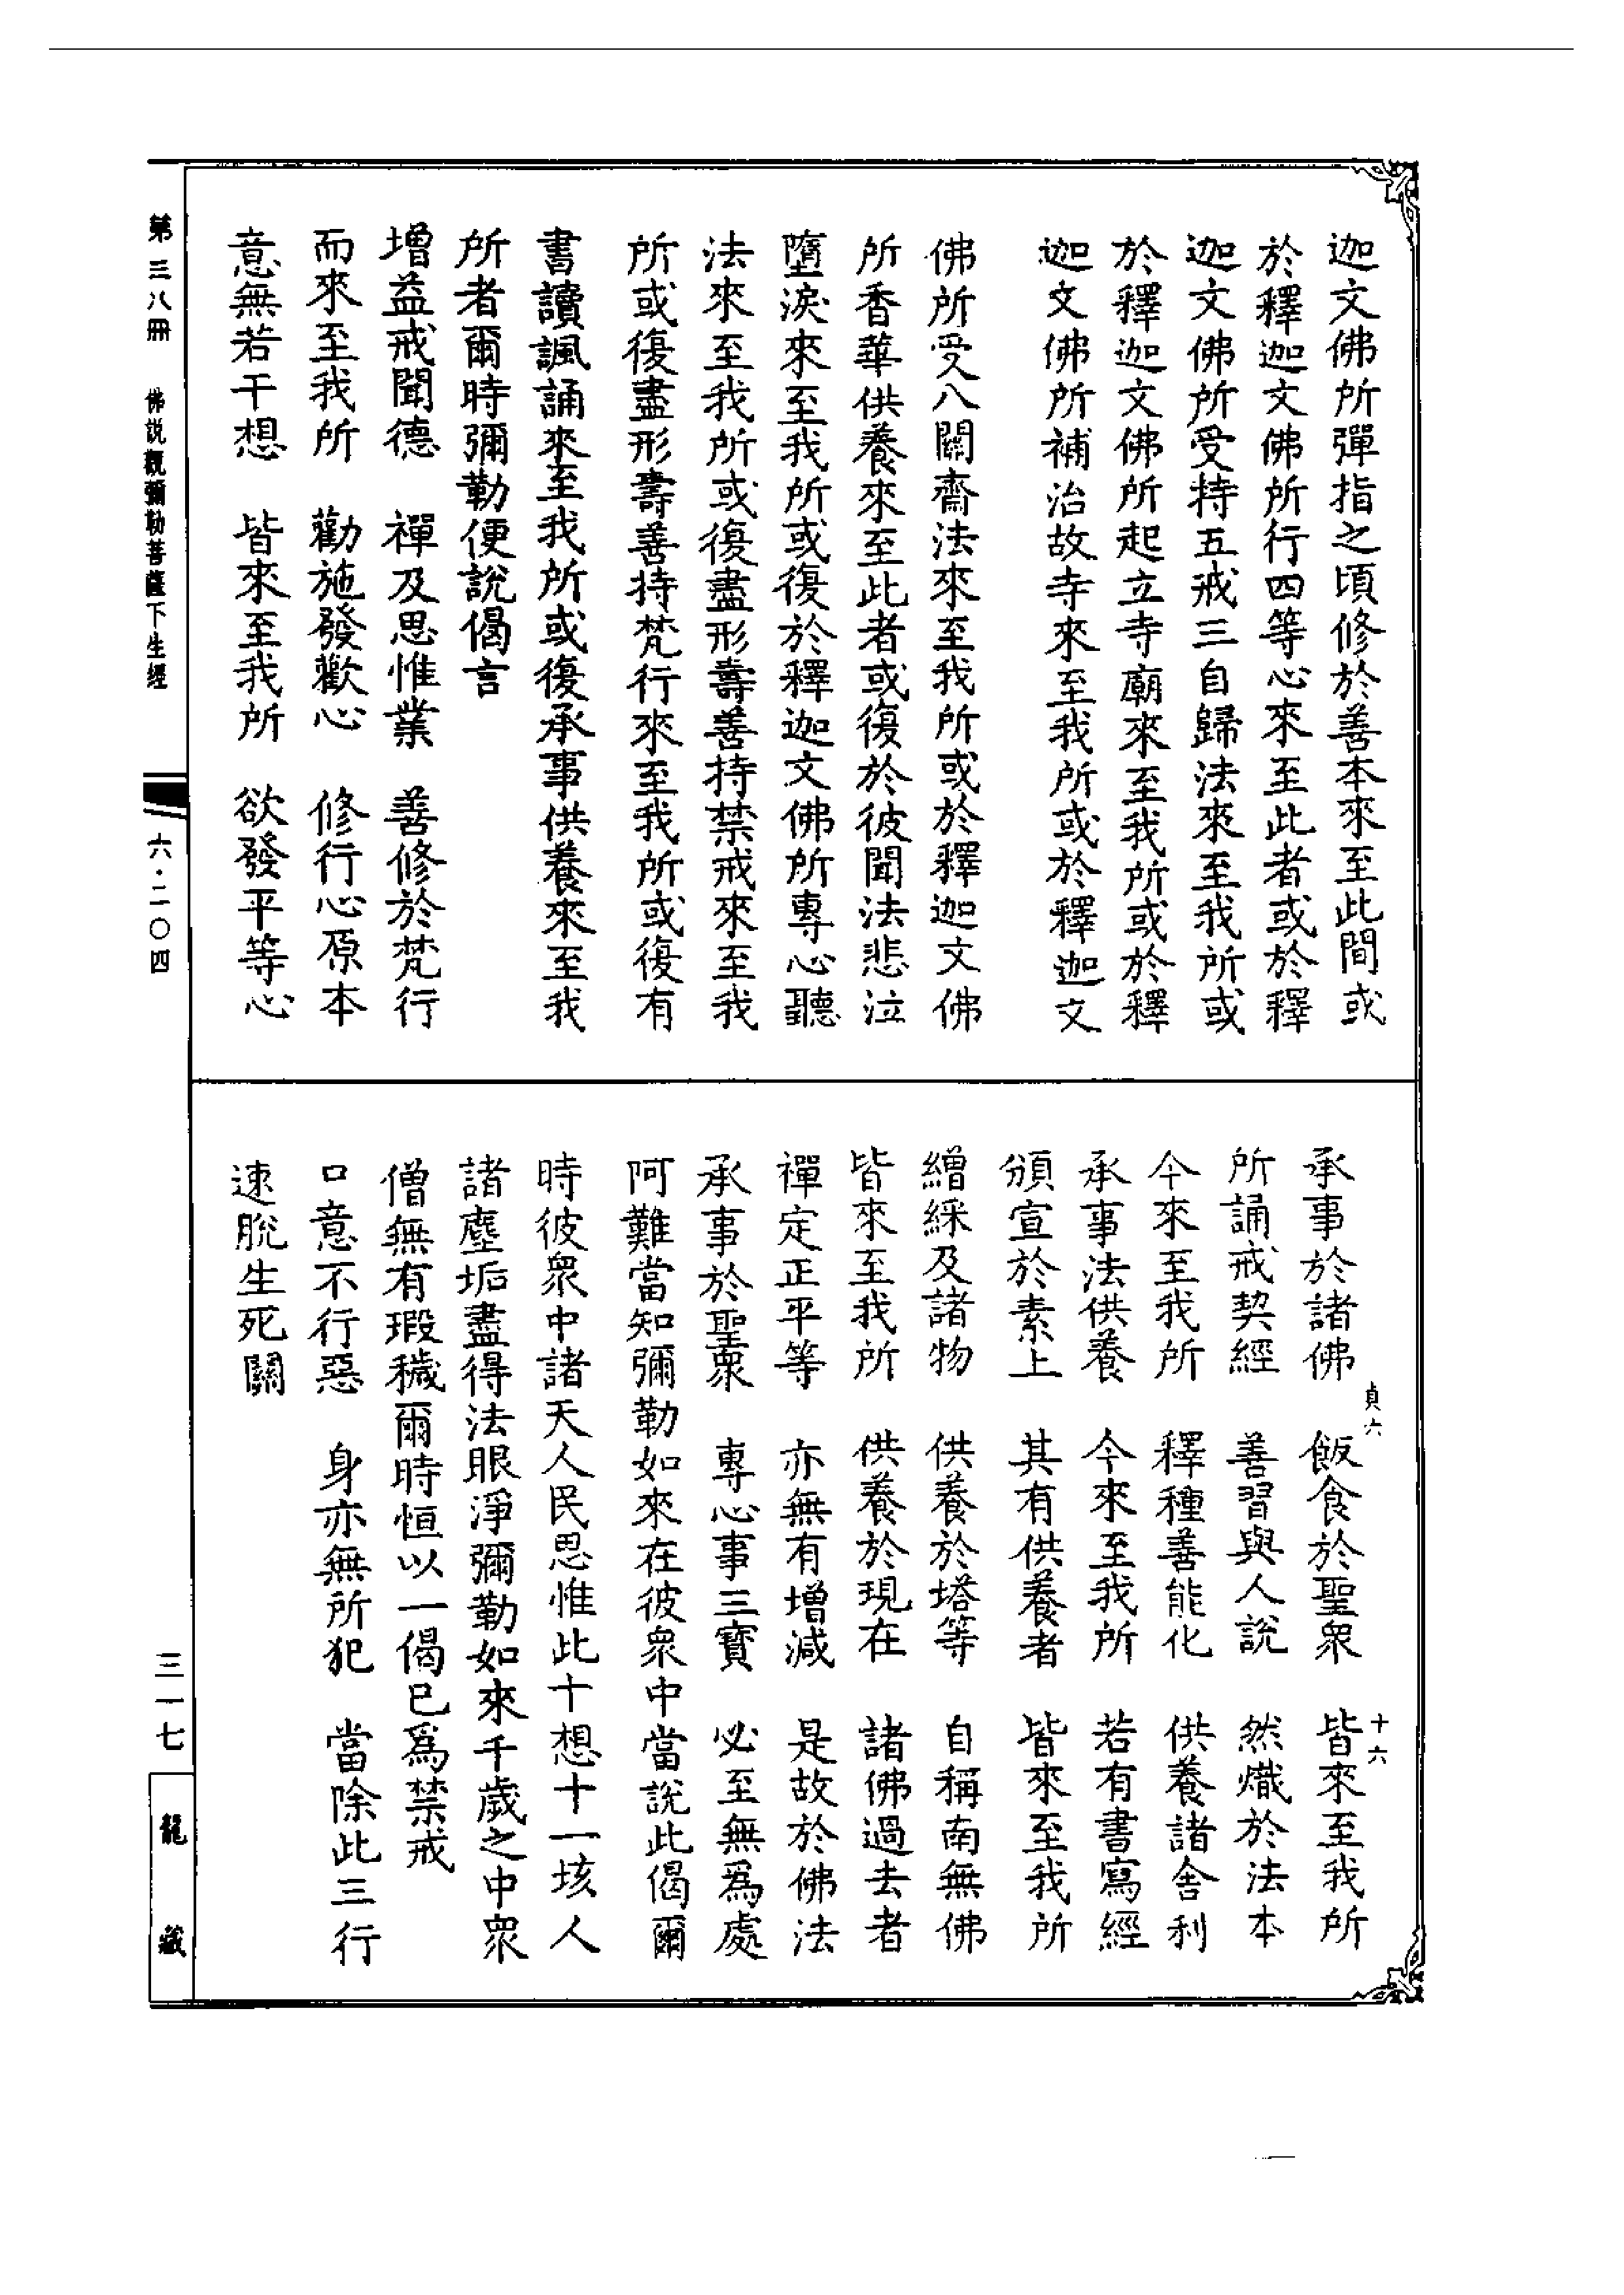 迦文佛所彈指之頃修於善本來至此間或
於釋迦文佛所行四等心來至此者或於釋
迦文佛所受持五戒三自歸法來至我所或
於釋迦文佛所起立寺廟來至我所或於釋
迦文佛所補治故寺來至我所或於釋迦文
佛所受八關齋法來至我所或於釋迦文佛
所香華供養來至此者或復於彼聞法悲泣
墮淚來至我所或復於釋迦文佛所專心聽
法來至我所或復盡形壽善持禁戒來至我
所或復盡形壽善持梵行來至我所或復有
書讀諷誦來至我所或復承事供養來至我
所者爾時彌勒便說偈言
增益戒聞德　禪及思惟業　善修於梵行
而來至我所　勸施發歡心　修行心原本
意無若干想　皆來至我所　欲發平等心
承事於諸佛　飯食於聖衆　皆來至我所
所誦戒契經　善習與人說　然熾於法本
今來至我所　釋種善能化　供養諸舍利
承事法供養　今來至我所　若有書寫經
頒宣於素上　其有供養者　皆來至我所
繒綵及諸物　供養於塔等　自稱南無佛
皆來至我所　供養於現在　諸佛過去者
禪定正平等　亦無有增減　是故於佛法
承事於聖衆　專心事三寶　必至無爲處
阿難當知彌勒如來在彼衆中當說此偈爾
時彼衆中諸天人民思惟此十想十一垓人
諸塵垢盡得法眼淨彌勒如來千歲之中衆
僧無有瑕穢爾時恒以一偈已爲禁戒
口意不行惡　身亦無所犯　當除此三行
速脫生死關
貞六
十六
第三八冊　佛説觀彌勒菩薩下生經
六·二〇四
三一七
龍藏